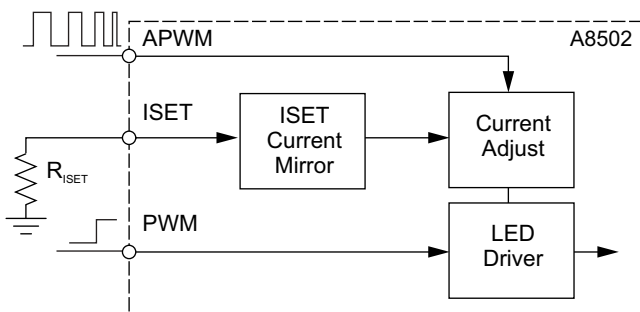 APWM
A8502
ISET
ISET
Current
Mirror
Current
Adjust
RISET
PWM
LED
Driver